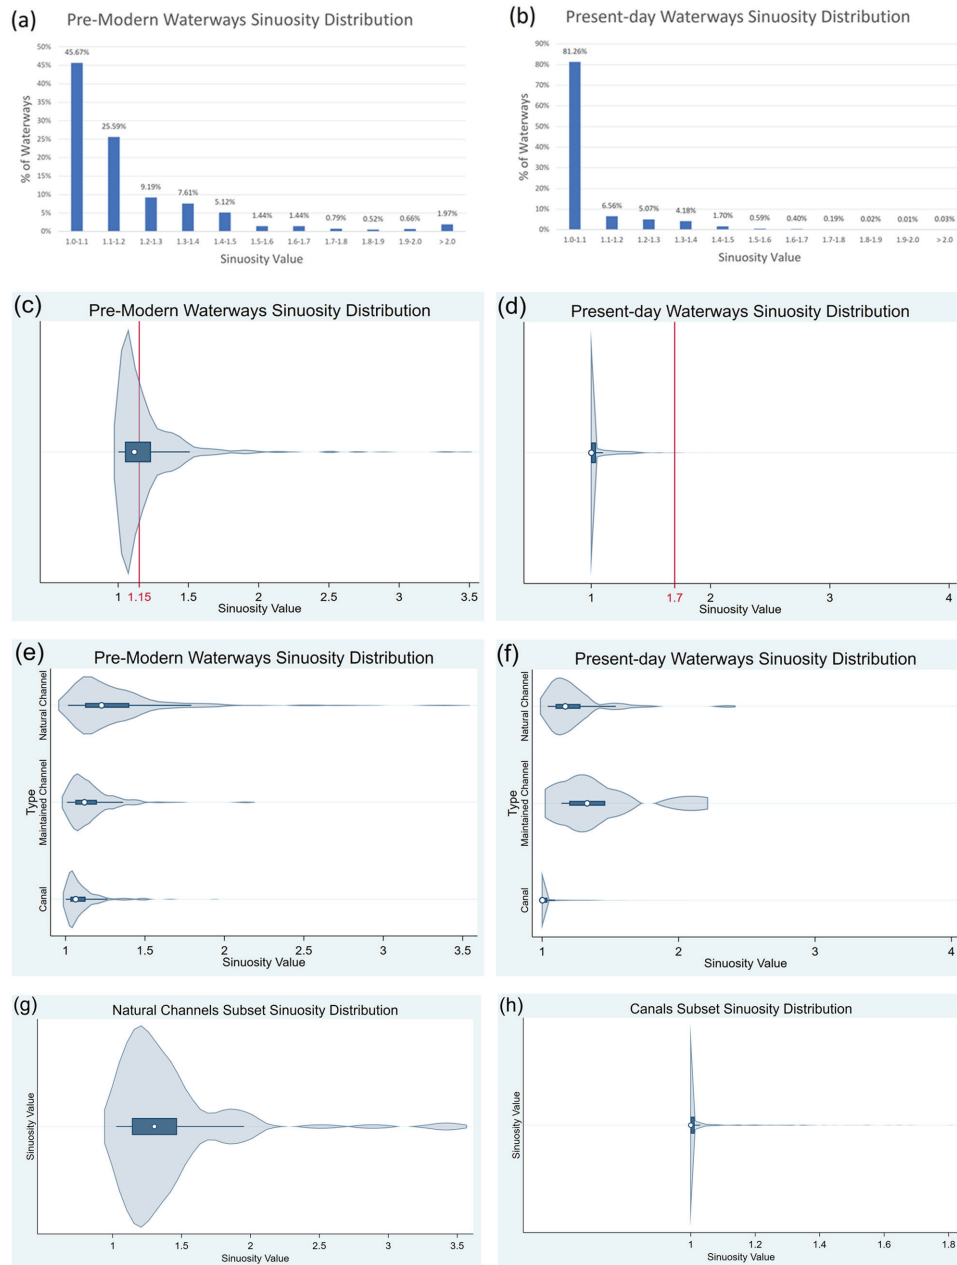 (a)
Pre-Modern Waterways Sinuosity Distribution
% of Waterways
50%
45%
40%
35%
30%
25%
20%
15%
10%
5%
0%
45.67%
25.59%
9.19%
7.61%
5.12%
1.44%
1.44%
0.79%
0.52%
0.66%
1.97%
1.0-1.1 1.1-1.2 1.2-1.3 1.3-1.4 1.4-1.5 1.5-1.6 1.6-1.7 1.7-1.8 1.8-1.9 1.9-2.0 > 2.0
Sinuosity Value
(b)
Present-day Waterways Sinuosity Distribution
% of Waterways
90%
80%
70%
60%
50%
40%
30%
20%
10%
0%
81.26%
6.56%
5.07%
4.18%
1.70%
0.59%
0.40%
0.19%
0.02%
0.01%
0.03%
1.0-1.1 1.1-1.2 1.2-1.3 1.3-1.4 1.4-1.5 1.5-1.6 1.6-1.7 1.7-1.8 1.8-1.9 1.9-2.0 > 2.0
Sinuosity Value
(c)
Pre-Modern Waterways Sinuosity Distribution
1 1.15 1.5 2 2.5 3 3.5
Sinuosity Value
(d)
Present-day Waterways Sinuosity Distribution
1 1.7 2 3 4
Sinuosity Value
(e)
Pre-Modern Waterways Sinuosity Distribution
Type
Natural Channel
Maintained Channel
Canal
1 1.5 2 2.5 3 3.5
Sinuosity Value
(f)
Present-day Waterways Sinuosity Distribution
Type
Natural Channel
Maintained Channel
Canal
1 2 3 4
Sinuosity Value
(g)
Natural Channels Subset Sinuosity Distribution
Sinuosity Value
1 1.5 2 2.5 3 3.5
Sinuosity Value
(h)
Canals Subset Sinuosity Distribution
Sinuosity Value
1 1.2 1.4 1.6 1.8
Sinuosity Value